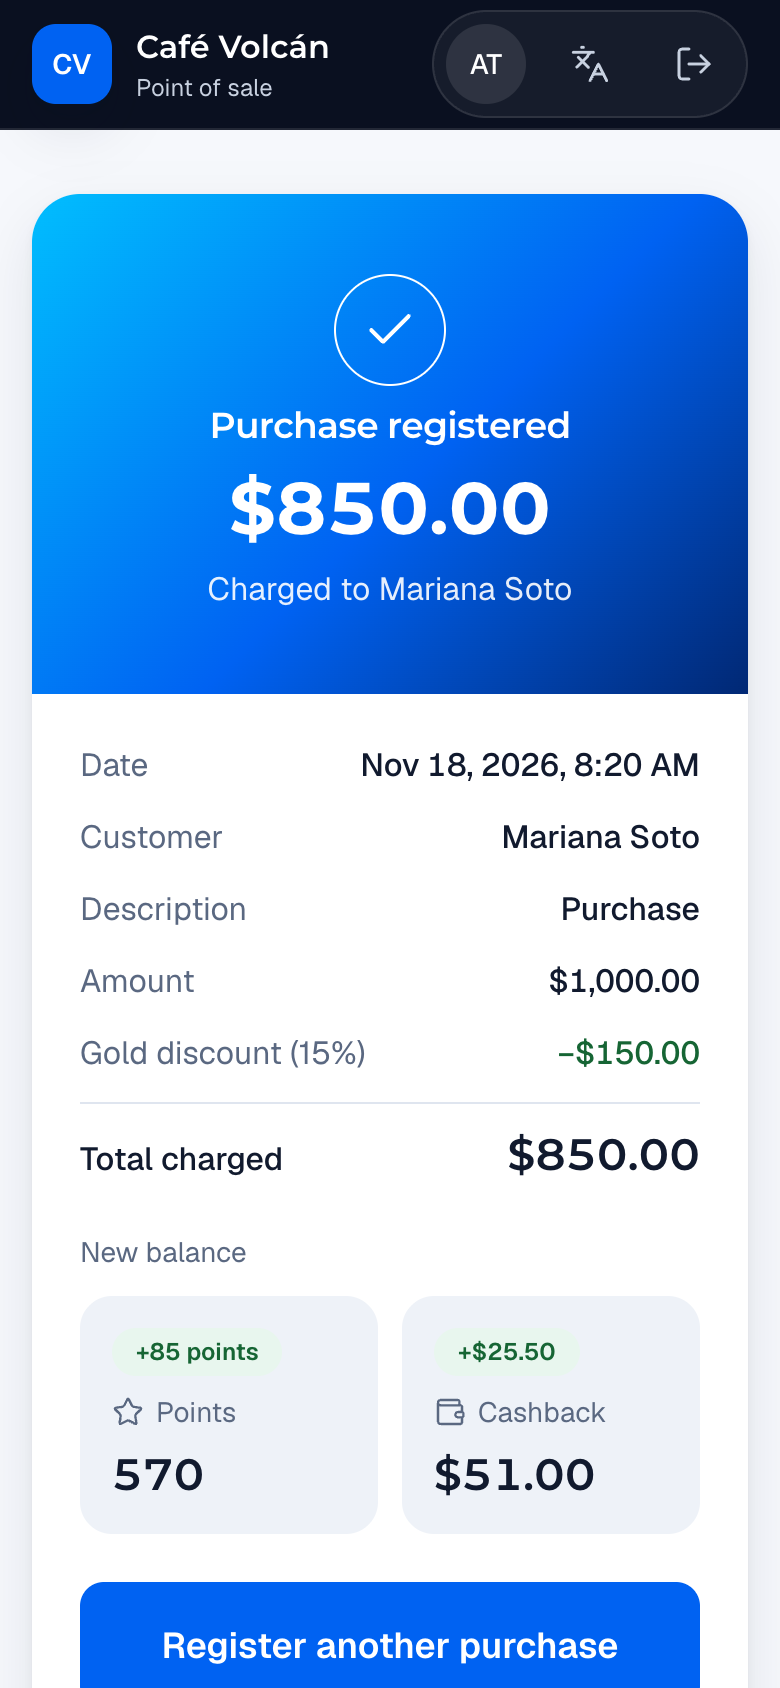 CV
Café Volcán
Point of sale
AT
Purchase registered
$850.00
Charged to Mariana Soto
Date Nov 18, 2026, 8:20 AM
Customer Mariana Soto
Description Purchase
Amount $1,000.00
Gold discount (15%) −$150.00
Total charged $850.00
New balance
+85 points
Points
570
+$25.50
Cashback
$51.00
Register another purchase